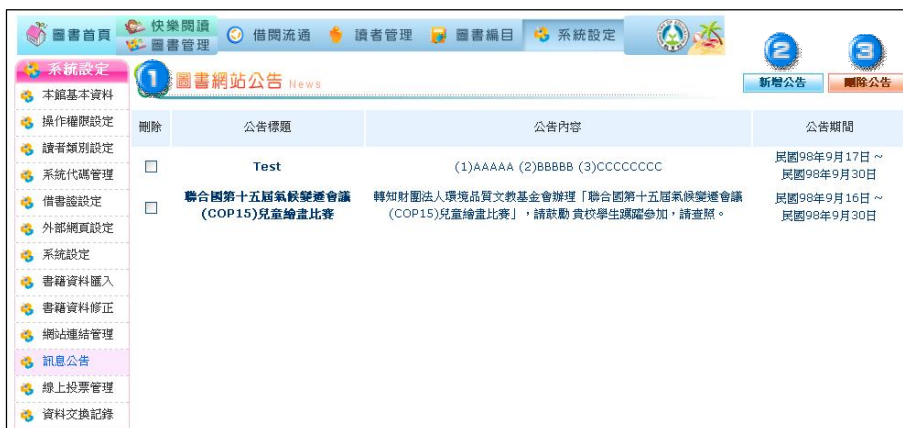 圖書首頁
快樂閱讀
圖書管理
借閱流通
讀者管理
圖書編目
系統設定
系統設定
本館基本資料
操作權限設定
讀者類別設定
系統代碼管理
借書證設定
外部網頁設定
系統設定
書籍資料匯入
書籍資料修正
網站連結管理
訊息公告
線上投票管理
資料交換記錄
1
圖書網站公告 News
2
新增公告
3
刪除公告
刪除 公告標題 公告內容 公告期間
Test
(1)AAAAA (2)BBBBB (3)CCCCCCCC
民國98年9月17日 ~
民國98年9月30日
聯合國第十五屆氣候變遷會議
(COP15)兒童繪畫比賽
轉知財團法人環境品質文教基金會辦理「聯合國第十五屆氣候變遷會議
(COP15)兒童繪畫比賽」，請鼓勵 貴校學生踴躍參加，請查照。
民國98年9月16日 ~
民國98年9月30日